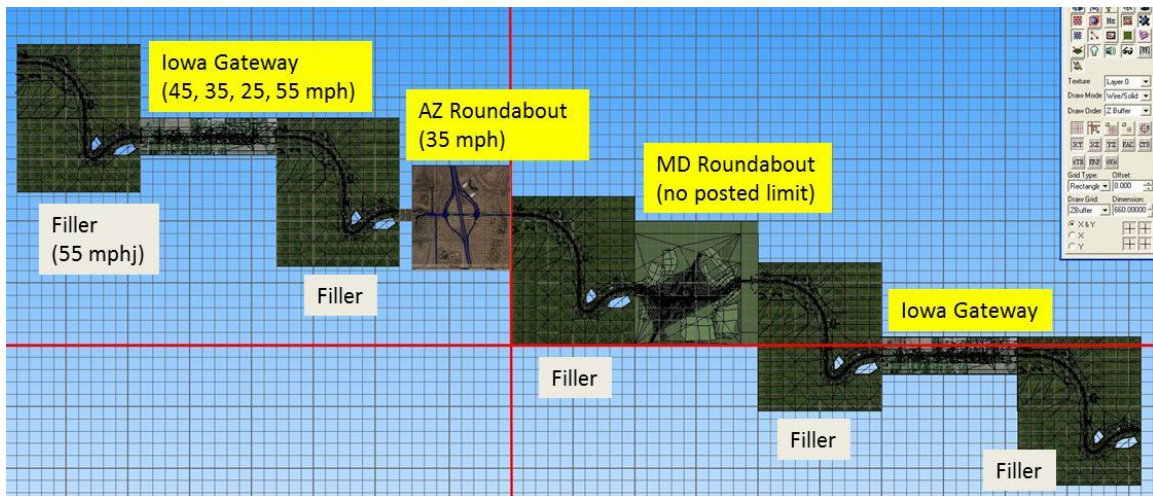 Iowa Gateway
(45, 35, 25, 55 mph)
AZ Roundabout
(35 mph)
MD Roundabout
(no posted limit)
Filler
(55 mphj)
Filler
Iowa Gateway
Filler
Filler
Filler
Texture
Layer 0
Draw Mode
Wire/Solid
Draw Order
Z Buffer
Grid Type:
Offset:
Rectangle
0.000
Draw Grid:
Dimension:
ZBuffer
660.00000
X & Y
X
Y